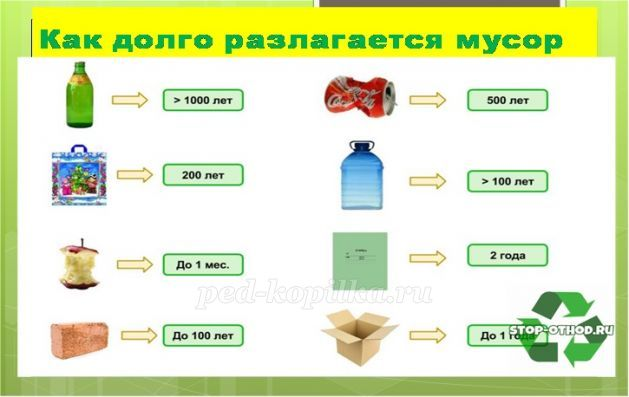 Как долго разлагается мусор
> 1000 лет
500 лет
200 лет
> 100 лет
До 1 мес.
2 года
До 100 лет
До 1 года
ped-kopilka.ru
STOP-OTHOD.RU